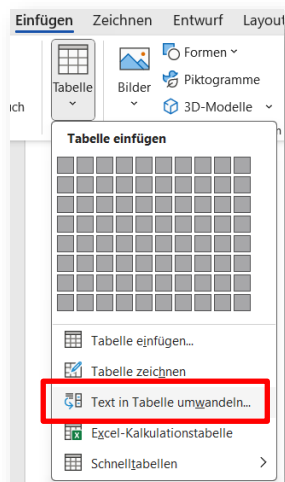 Einfügen Zeichnen Entwurf Layout
Tabelle
Bilder
Formen
Piktogramme
3D-Modelle
uch
Tabelle einfügen
Tabelle einfügen...
Tabelle zeichnen
Text in Tabelle umwandeln...
Excel-Kalkulationstabelle
Schnelltabellen